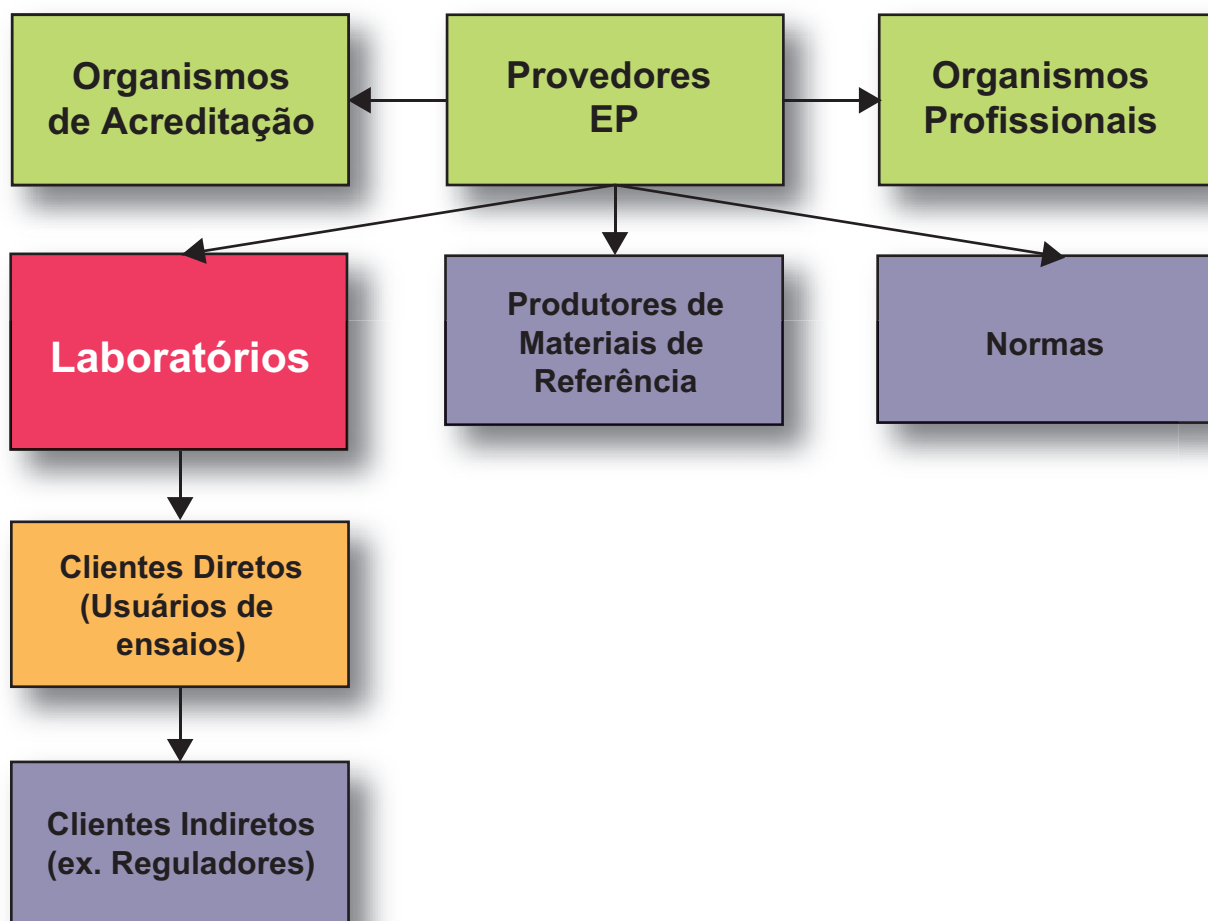 Organismos
de Acreditação
Provedores
EP
Organismos
Profissionais
Laboratórios
Produtores de
Materiais de
Referência
Normas
Clientes Diretos
(Usuários de
ensaios)
Clientes Indiretos
(ex. Reguladores)